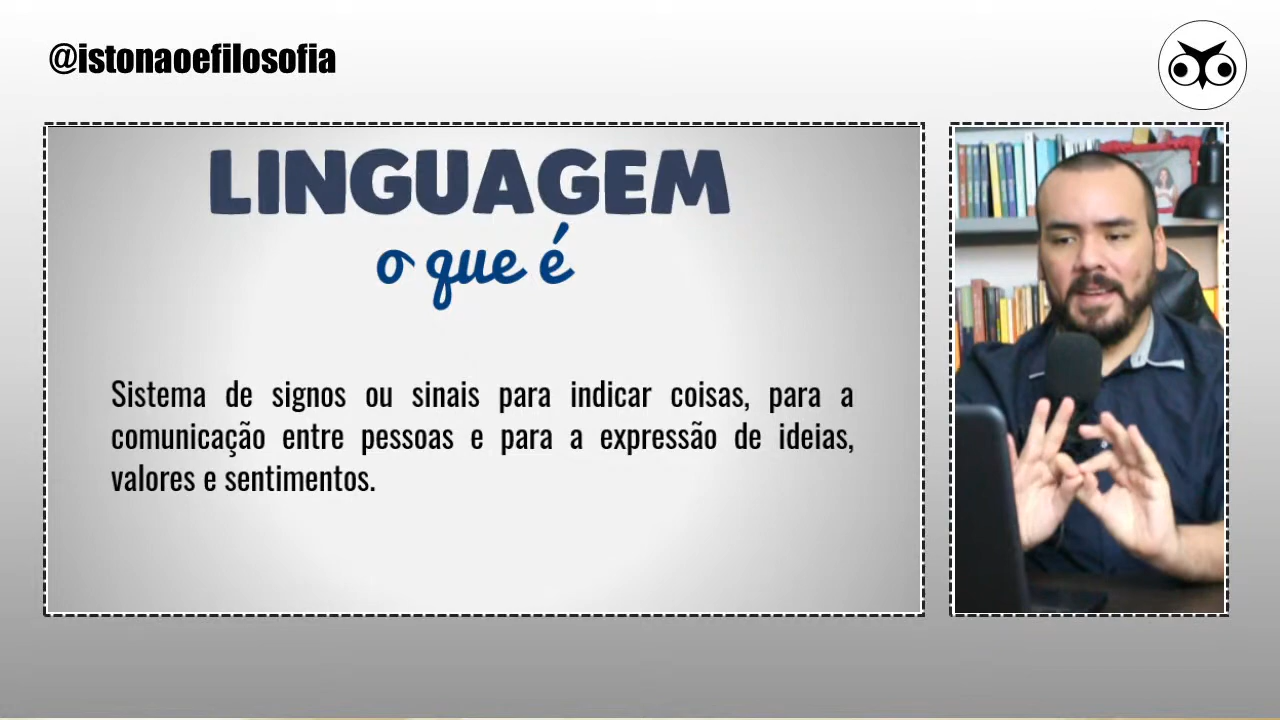 @istonaoefilosofia
LINGUAGEM
o que é
Sistema de signos ou sinais para indicar coisas, para a
comunicação entre pessoas e para a expressão de ideias,
valores e sentimentos.